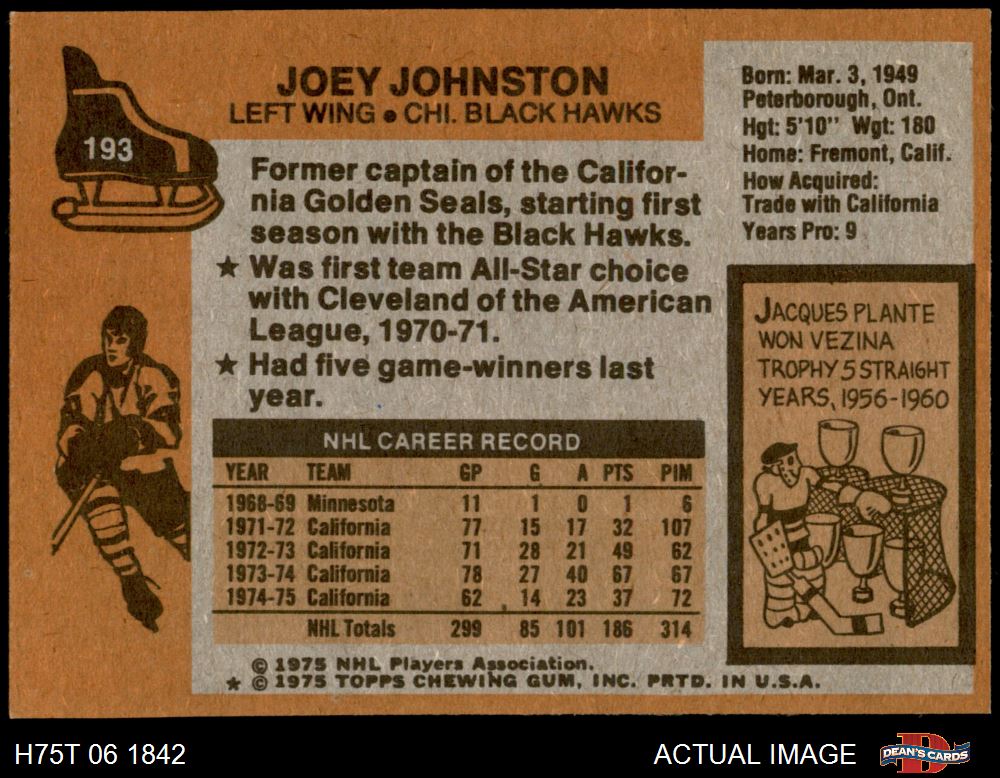 193
JOEY JOHNSTON
LEFT WING • CHI. BLACK HAWKS
Former captain of the Califor-
nia Golden Seals, starting first
season with the Black Hawks.
★ Was first team All-Star choice
with Cleveland of the American
League, 1970-71.
★ Had five game-winners last
year.
NHL CAREER RECORD
YEAR TEAM GP G A PTS PIM
1968-69 Minnesota 11 1 0 1 6
1971-72 California 77 15 17 32 107
1972-73 California 71 28 21 49 62
1973-74 California 78 27 40 67 67
1974-75 California 62 14 23 37 72
NHL Totals 299 85 101 186 314
© 1975 NHL Players Association.
★ © 1975 TOPPS CHEWING GUM, INC. PRTD. IN U.S.A.
Born: Mar. 3, 1949
Peterborough, Ont.
Hgt: 5'10" Wgt: 180
Home: Fremont, Calif.
How Acquired:
Trade with California
Years Pro: 9
JACQUES PLANTE
WON VEZINA
TROPHY 5 STRAIGHT
YEARS, 1956-1960
H75T 06 1842
ACTUAL IMAGE
DEAN'S CARDS